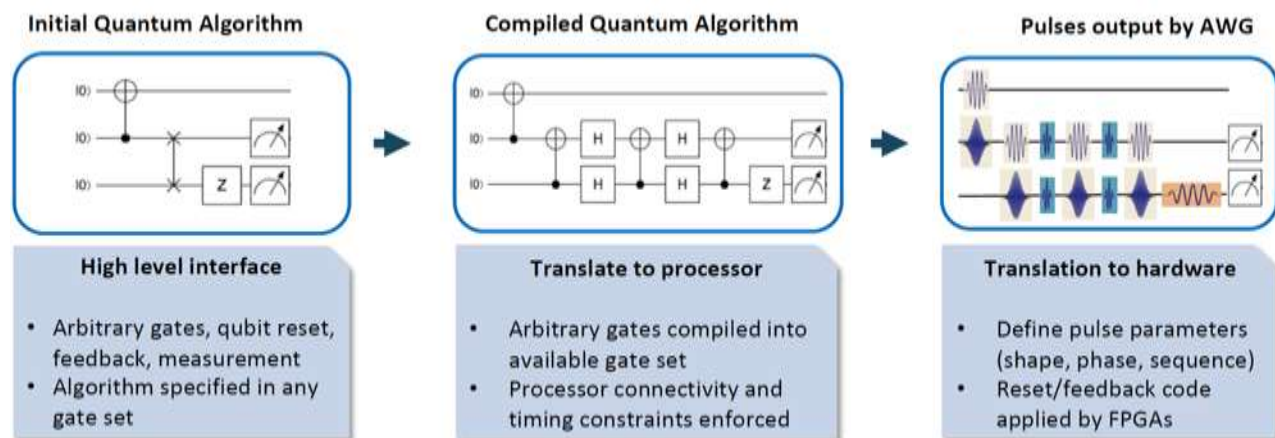 Initial Quantum Algorithm
Compiled Quantum Algorithm
Pulses output by AWG
|0⟩
|0⟩
|0⟩
Z
|0⟩
|0⟩
|0⟩
H
H
H
H
Z
High level interface
• Arbitrary gates, qubit reset,
feedback, measurement
• Algorithm specified in any
gate set
Translate to processor
• Arbitrary gates compiled into
available gate set
• Processor connectivity and
timing constraints enforced
Translation to hardware
• Define pulse parameters
(shape, phase, sequence)
• Reset/feedback code
applied by FPGAs